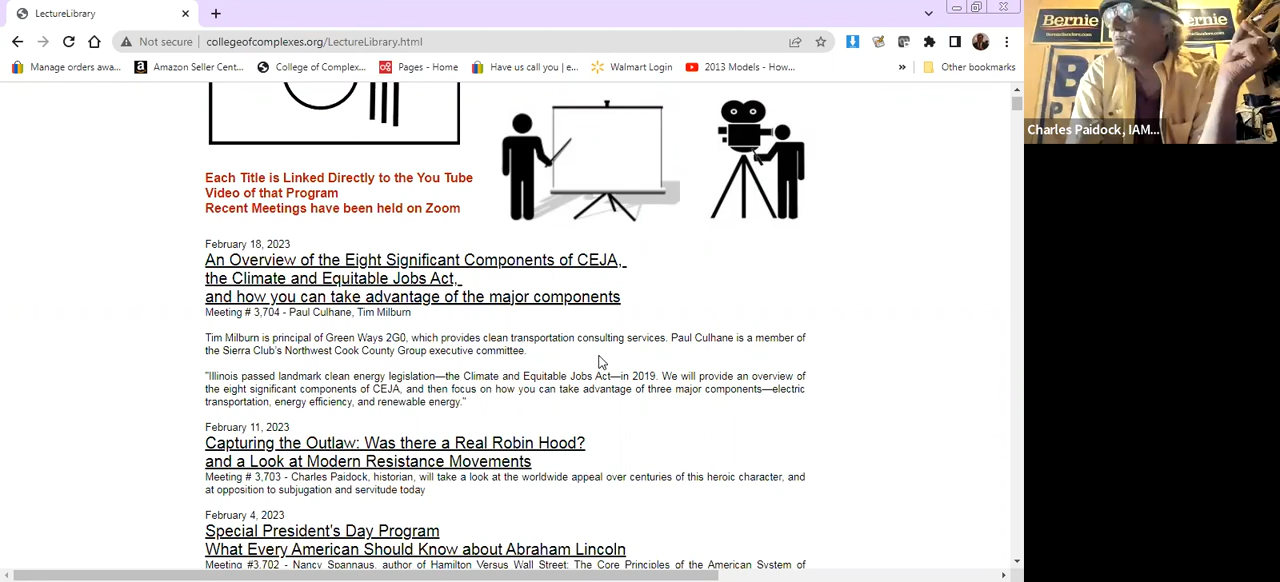 LectureLibrary
Not secure
collegeofcomplexes.org/LectureLibrary.html
Manage orders awa...
Amazon Seller Cent...
College of Complex...
Pages - Home
Have us call you | e...
Walmart Login
2013 Models - How...
»
Other bookmarks
Each Title is Linked Directly to the You Tube
Video of that Program
Recent Meetings have been held on Zoom
February 18, 2023
An Overview of the Eight Significant Components of CEJA,
the Climate and Equitable Jobs Act,
and how you can take advantage of the major components
Meeting # 3,704 - Paul Culhane, Tim Milburn
Tim Milburn is principal of Green Ways 2G0, which provides clean transportation consulting services. Paul Culhane is a member of
the Sierra Club's Northwest Cook County Group executive committee.
"Illinois passed landmark clean energy legislation—the Climate and Equitable Jobs Act—in 2019. We will provide an overview of
the eight significant components of CEJA, and then focus on how you can take advantage of three major components—electric
transportation, energy efficiency, and renewable energy."
February 11, 2023
Capturing the Outlaw: Was there a Real Robin Hood?
and a Look at Modern Resistance Movements
Meeting # 3,703 - Charles Paidock, historian, will take a look at the worldwide appeal over centuries of this heroic character, and
at opposition to subjugation and servitude today
February 4, 2023
Special President's Day Program
What Every American Should Know about Abraham Lincoln
Meeting #3,702 - Nancy Spannaus, author of Hamilton Versus Wall Street: The Core Principles of the American System of
Bernie
Berniesanders.com
rnie
Charles Paidock, IAM...